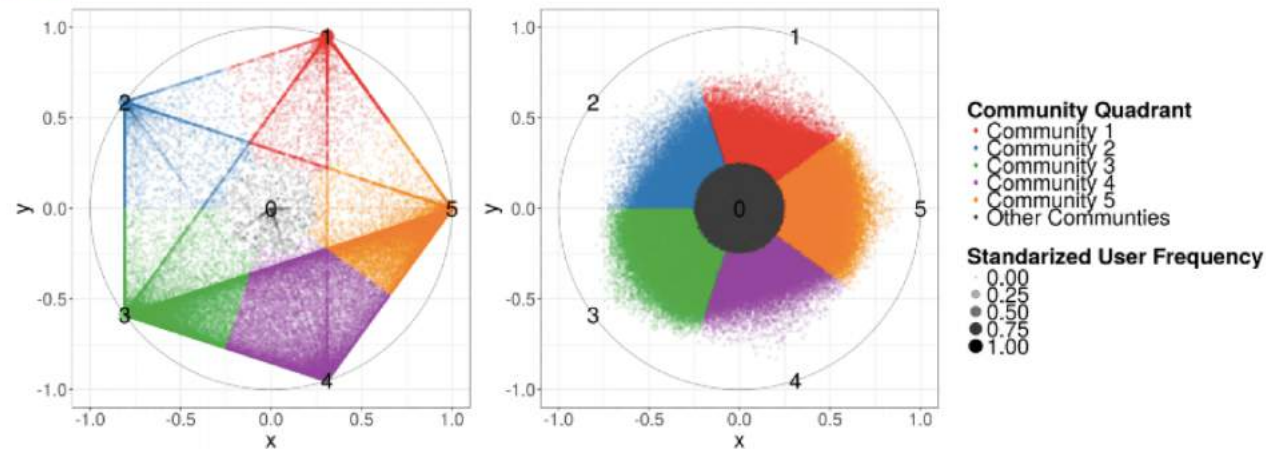 1.0
0.5
0.0
-0.5
-1.0
y
1
2
0
5
3
4
-1.0 -0.5 0.0 0.5 1.0
x
1.0
0.5
0.0
-0.5
-1.0
y
1
2
0
5
3
4
-1.0 -0.5 0.0 0.5 1.0
x
Community Quadrant
Community 1
Community 2
Community 3
Community 4
Community 5
Other Communties
Standarized User Frequency
0.00
0.25
0.50
0.75
1.00